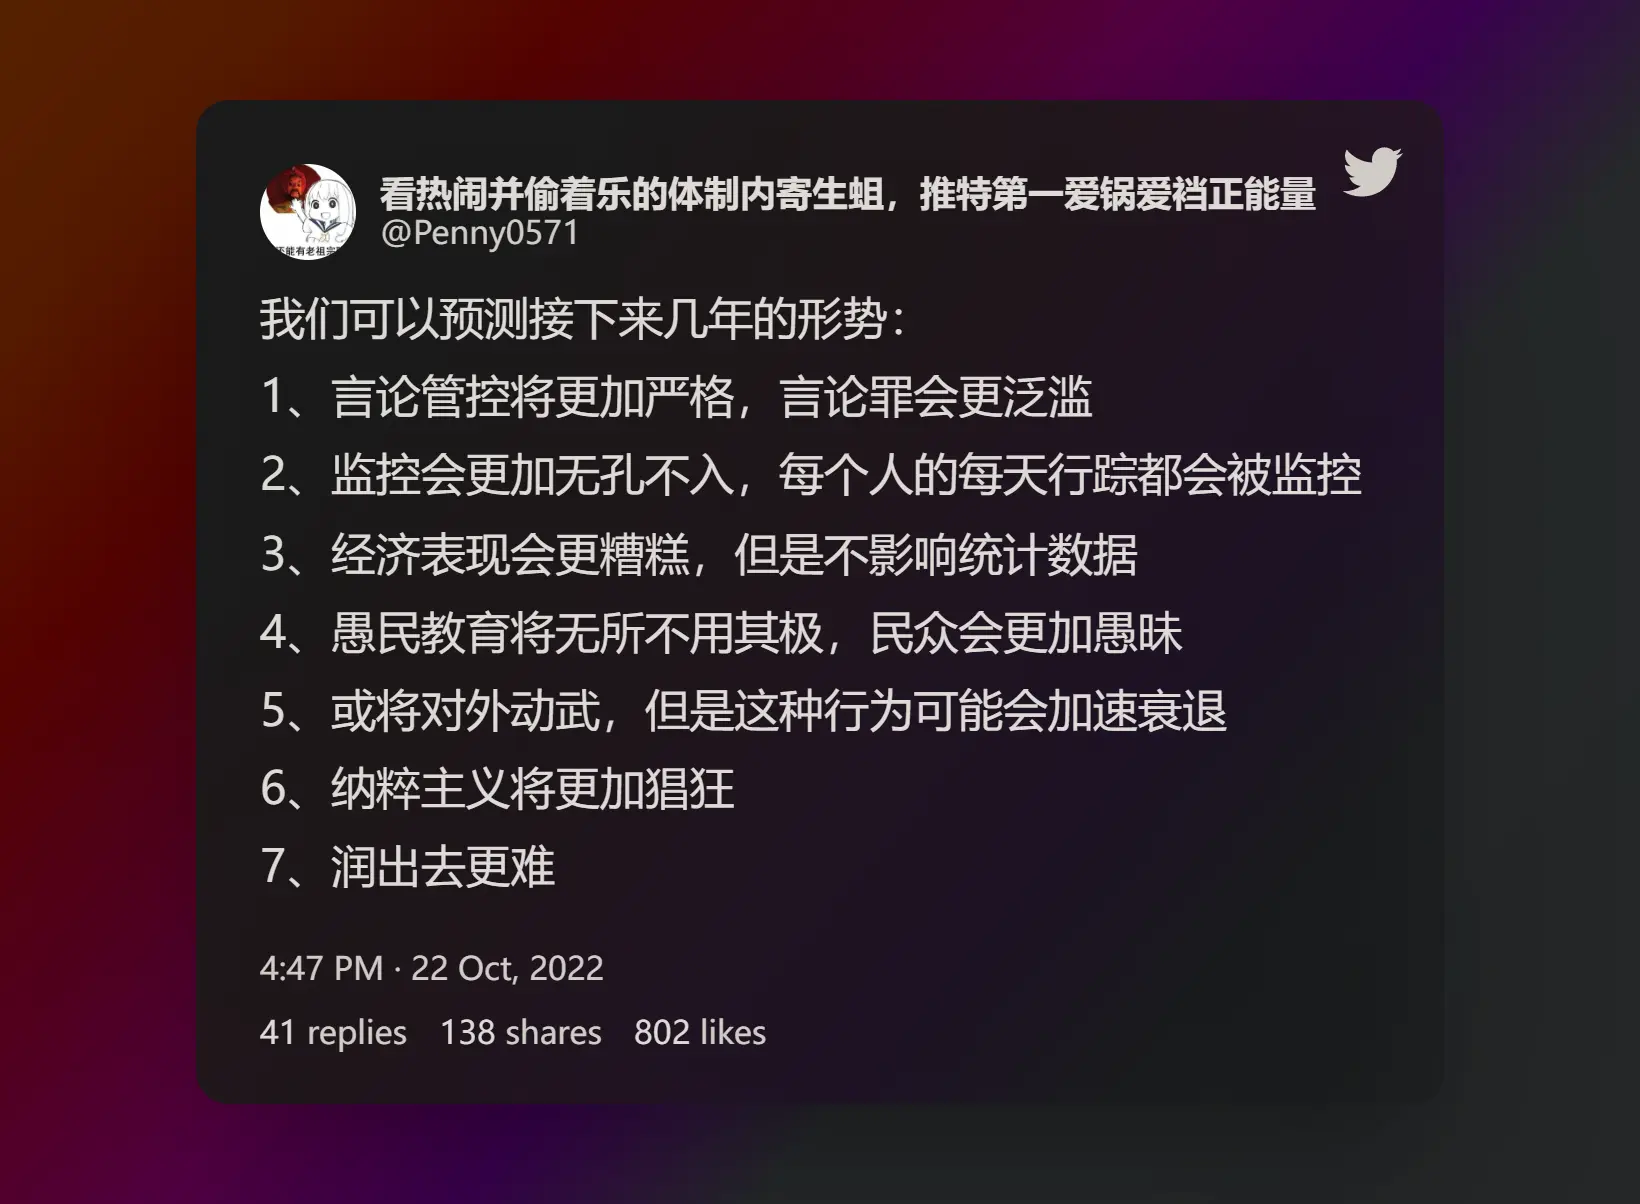 看热闹并偷着乐的体制内寄生蛆，推特第一爱锅爱裆正能量
@Penny0571
我们可以预测接下来几年的形势：
1、言论管控将更加严格，言论罪会更泛滥
2、监控会更加无孔不入，每个人的每天行踪都会被监控
3、经济表现会更糟糕，但是不影响统计数据
4、愚民教育将无所不用其极，民众会更加愚昧
5、或将对外动武，但是这种行为可能会加速衰退
6、纳粹主义将更加猖狂
7、润出去更难
4:47 PM · 22 Oct, 2022
41 replies 138 shares 802 likes